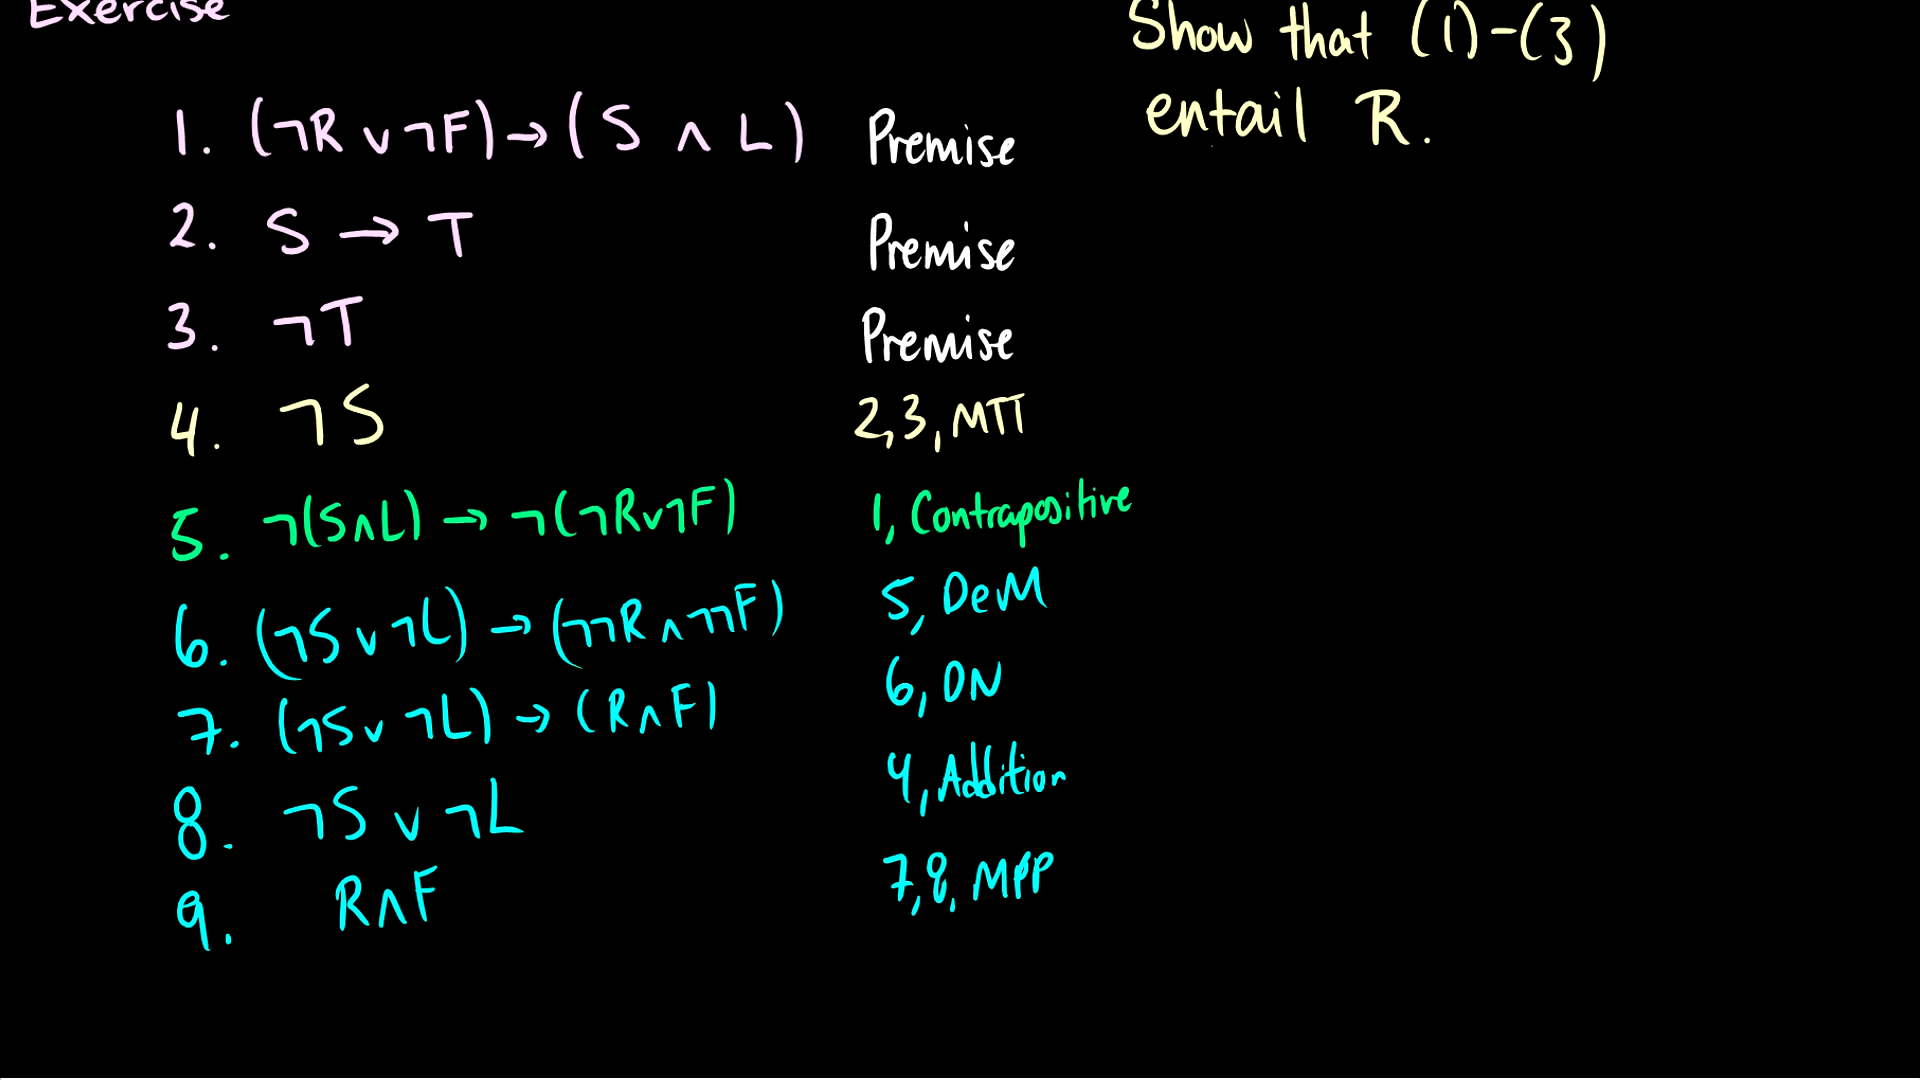 Exercise
Show that (1)-(3)
entail R.
1. (¬R ∨ ¬F) → (S ∧ L) Premise
2. S → T Premise
3. ¬T Premise
4. ¬S 2,3, MTT
5. ¬(S∧L) → ¬(¬R∨¬F) 1, Contrapositive
6. (¬S ∨ ¬L) → (¬¬R ∧ ¬¬F) 5, DeM
7. (¬S ∨ ¬L) → (R∧F) 6, DN
8. ¬S ∨ ¬L 4, Addition
9. R∧F 7,8, MPP